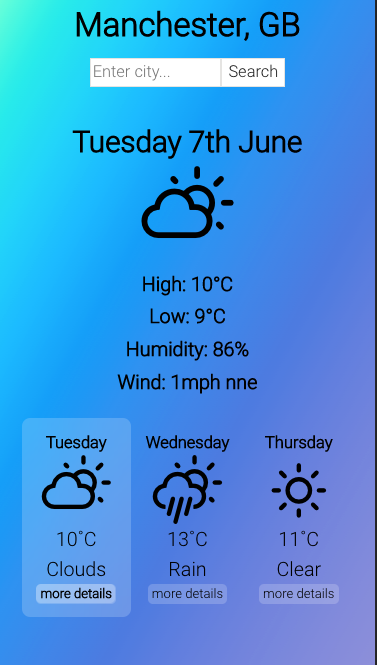 Manchester, GB
Enter city... Search
Tuesday 7th June
High: 10°C
Low: 9°C
Humidity: 86%
Wind: 1mph nne
Tuesday Wednesday Thursday
10°C 13°C 11°C
Clouds Rain Clear
more details more details more details